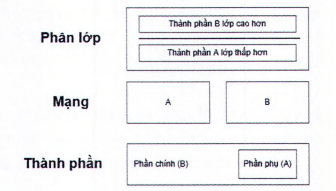 Phân lớp
Thành phần B lớp cao hơn
Thành phần A lớp thấp hơn
Mạng
A
B
Thành phần
Phần chính (B)
Phần phụ (A)